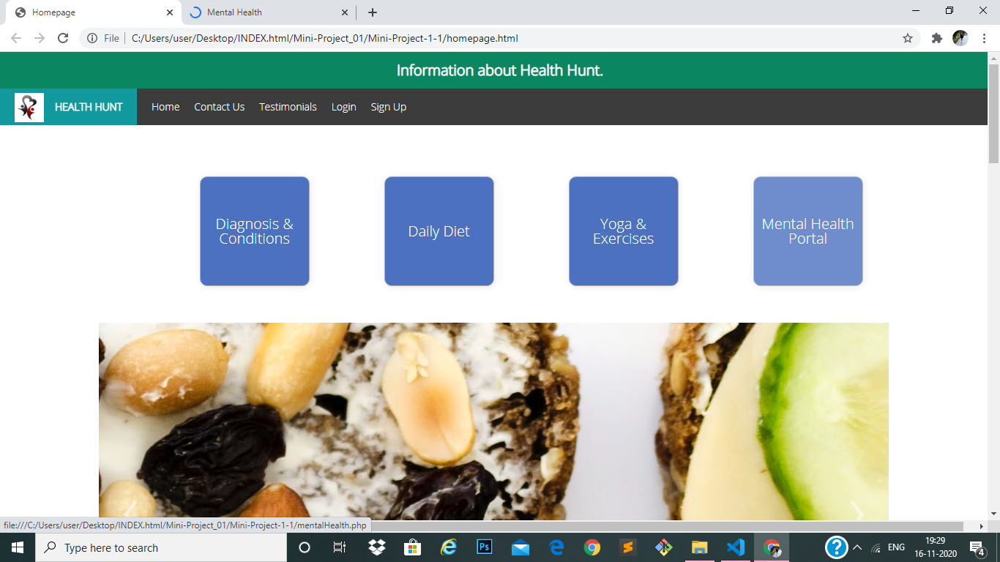 Homepage
Mental Health
File
C:/Users/user/Desktop/INDEX.html/Mini-Project_01/Mini-Project-1-1/homepage.html
Information about Health Hunt.
HEALTH HUNT
Home
Contact Us
Testimonials
Login
Sign Up
Diagnosis &
Conditions
Daily Diet
Yoga &
Exercises
Mental Health
Portal
file:///C:/Users/user/Desktop/INDEX.html/Mini-Project_01/Mini-Project-1-1/mentalHealth.php
Type here to search
Ps
ENG
19:29
16-11-2020
4